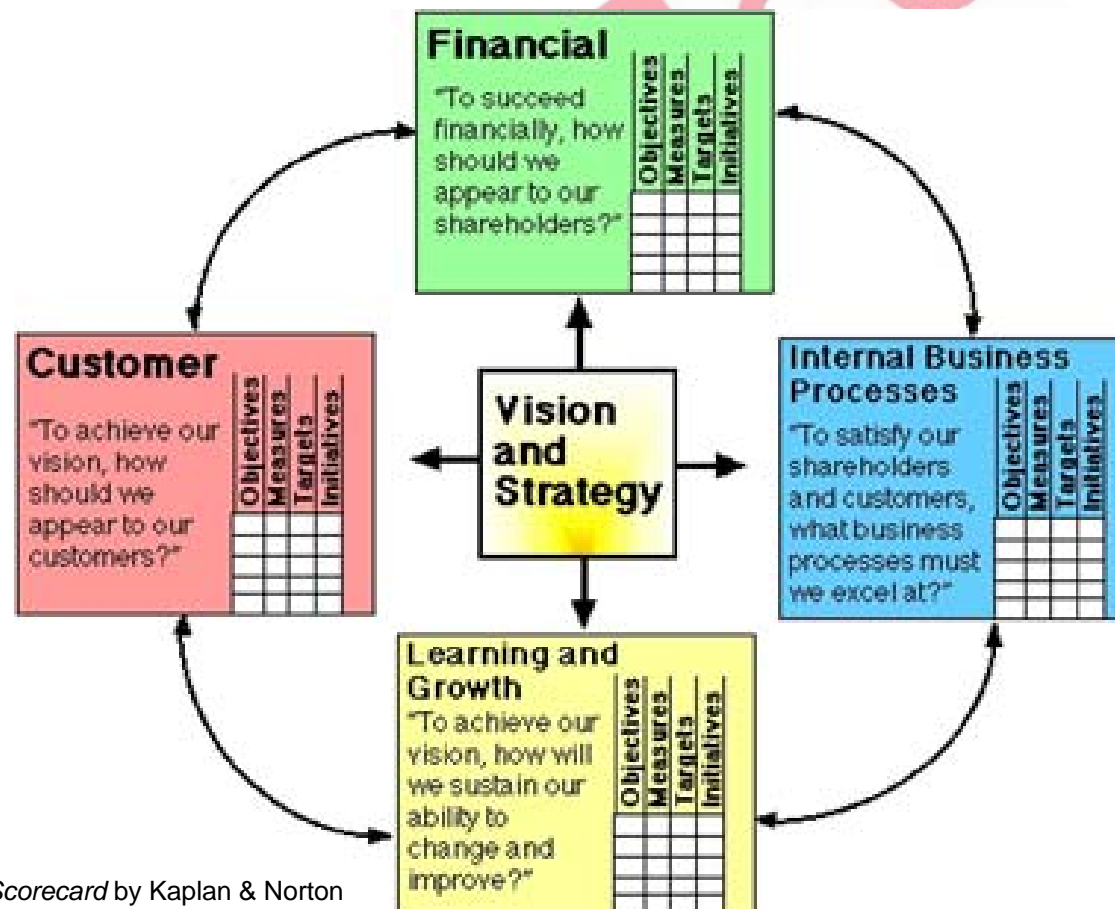 Financial
"To succeed
financially, how
should we
appear to our
shareholders?"
Objectives
Measures
Targets
Initiatives
Customer
"To achieve our
vision, how
should we
appear to our
customers?"
Objectives
Measures
Targets
Initiatives
Vision
and
Strategy
Internal Business
Processes
"To satisfy our
shareholders
and customers,
what business
processes must
we excel at?"
Objectives
Measures
Targets
Initiatives
Learning and
Growth
"To achieve our
vision, how will
we sustain our
ability to
change and
improve?"
Objectives
Measures
Targets
Initiatives
Scorecard by Kaplan & Norton